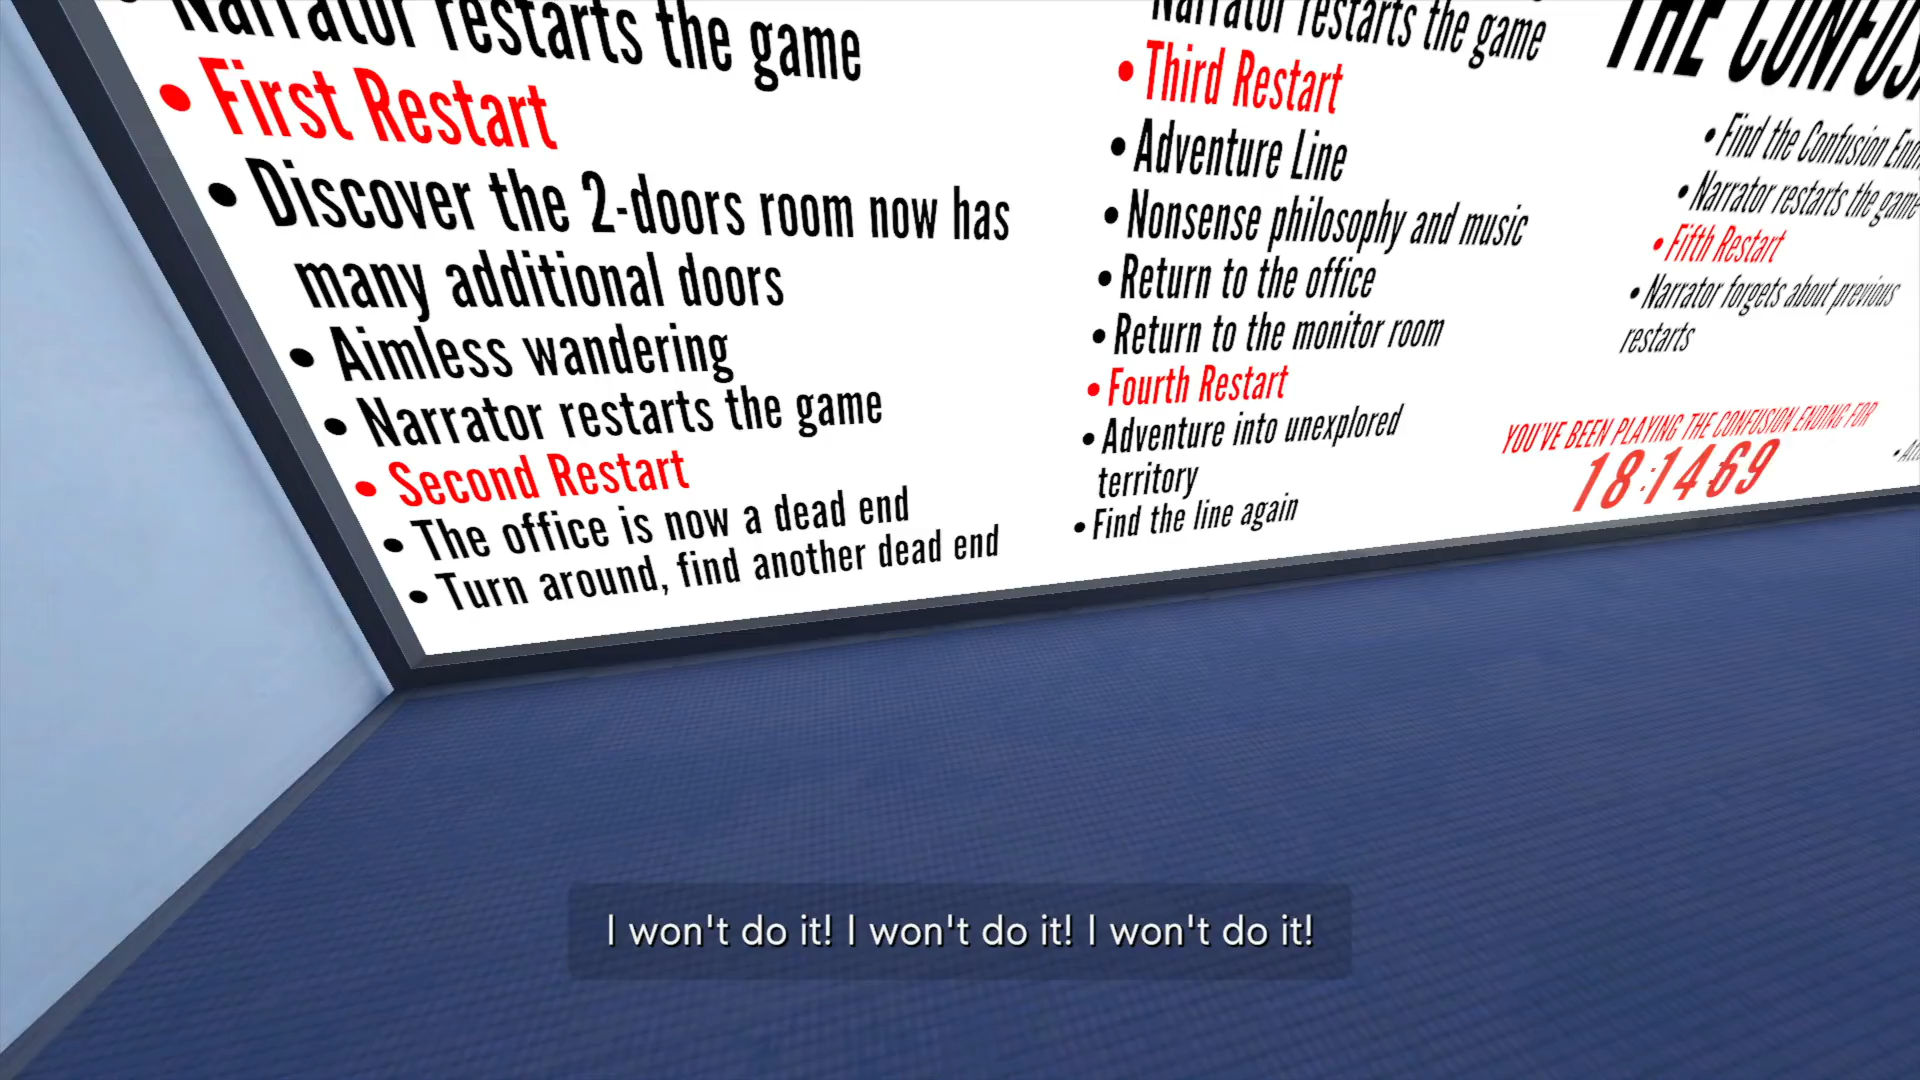 Narrator restarts the game
• First Restart
• Discover the 2-doors room now has
many additional doors
• Aimless wandering
• Narrator restarts the game
• Second Restart
• The office is now a dead end
• Turn around, find another dead end
Narrator restarts the game
• Third Restart
• Adventure Line
• Nonsense philosophy and music
• Return to the office
• Return to the monitor room
• Fourth Restart
• Adventure into unexplored
territory
• Find the line again
THE
• Find the Confusion
• Narrator restarts the game
• Fifth Restart
• Narrator forgets about previous
restarts
YOU'VE BEEN PLAYING THE CONFUSION ENDING FOR
18:14:69
I won't do it! I won't do it! I won't do it!